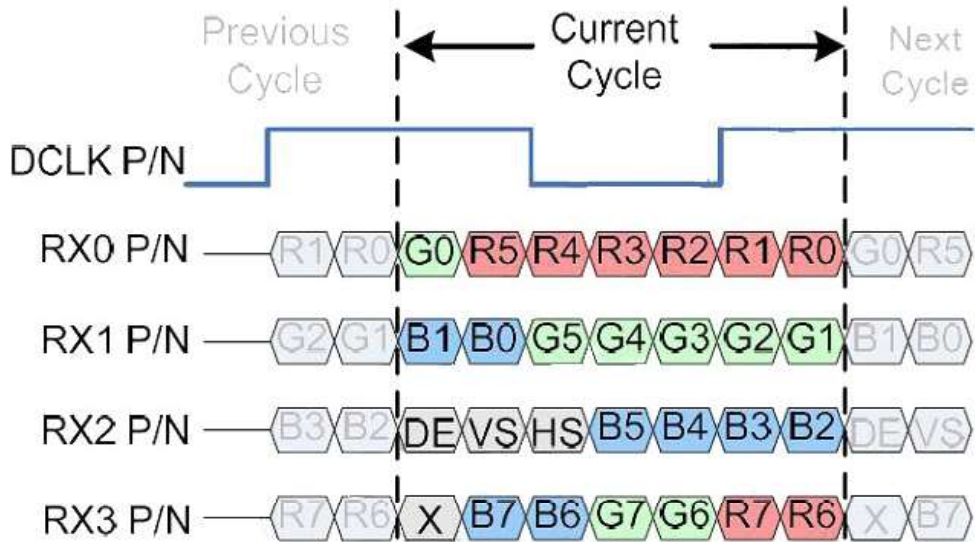 Previous Cycle
Current Cycle
Next Cycle
DCLK P/N
RX0 P/N R1 R0 G0 R5 R4 R3 R2 R1 R0 G0 R5
RX1 P/N G2 G1 B1 B0 G5 G4 G3 G2 G1 B1 B0
RX2 P/N B3 B2 DE VS HS B5 B4 B3 B2 DE VS
RX3 P/N R7 R6 X B7 B6 G7 G6 R7 R6 X B7